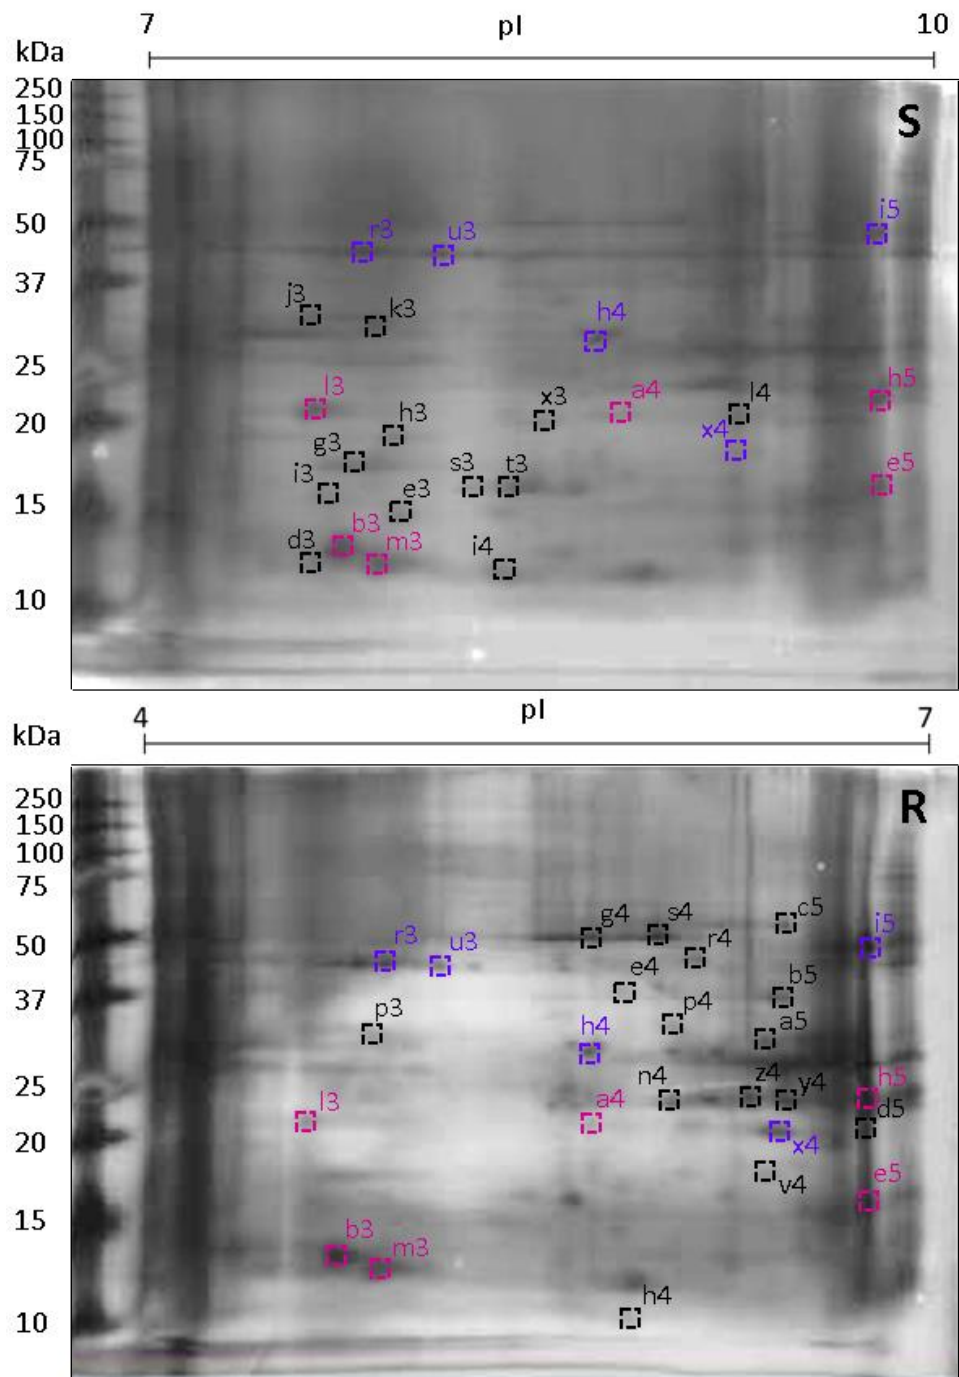 7 pI 10
kDa
250
150
100
75
50
37
25
20
15
10
S
r3 u3 i5
j3 k3 h4
l3 h3 x3 a4 l4 h5
g3 x4
i3 e3 s3 t3 e5
d3 b3 m3 i4
4 pI 7
kDa
250
150
100
75
50
37
25
20
15
10
R
g4 s4 c5
r3 u3 r4 i5
e4 b5
p3 p4 a5
h4
n4 z4 y4 h5
l3 a4 d5
x4
v4 e5
b3 m3
h4